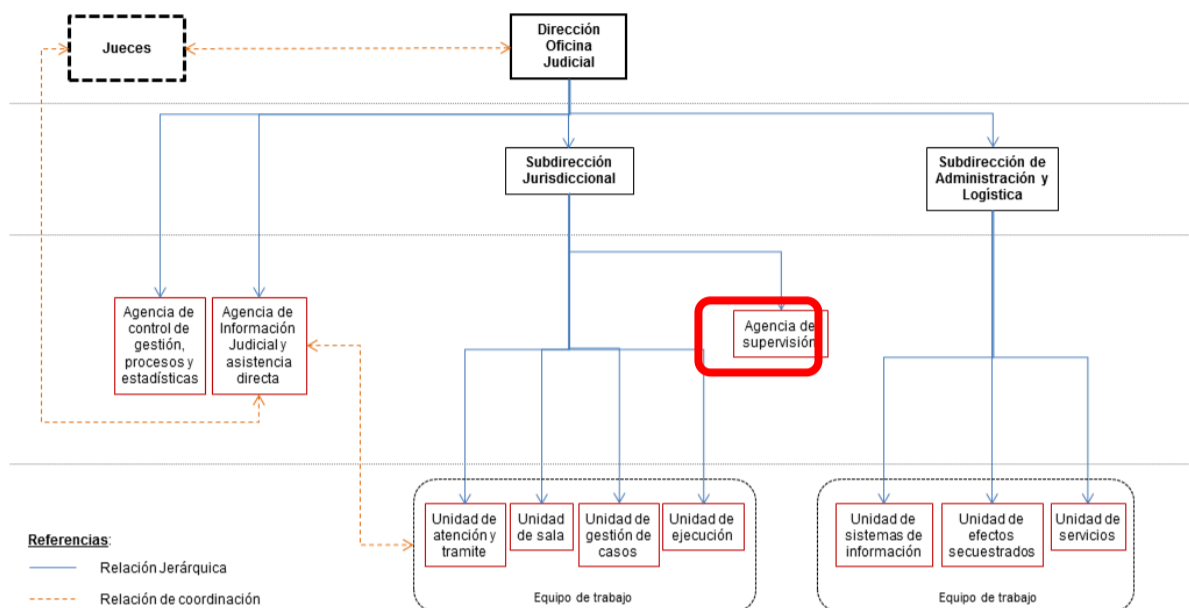 Jueces
Dirección
Oficina
Judicial
Subdirección
Jurisdiccional
Subdirección de
Administración y
Logística
Agencia de
control de
gestión,
procesos y
estadísticas
Agencia de
Información
Judicial y
asistencia
directa
Agencia de
supervisión
Unidad de
atención y
tramite
Unidad
de sala
Unidad de
gestión de
casos
Unidad de
ejecución
Equipo de trabajo
Unidad de
sistemas de
información
Unidad de
efectos
secuestrados
Unidad de
servicios
Equipo de trabajo
Referencias:
Relación Jerárquica
Relación de coordinación